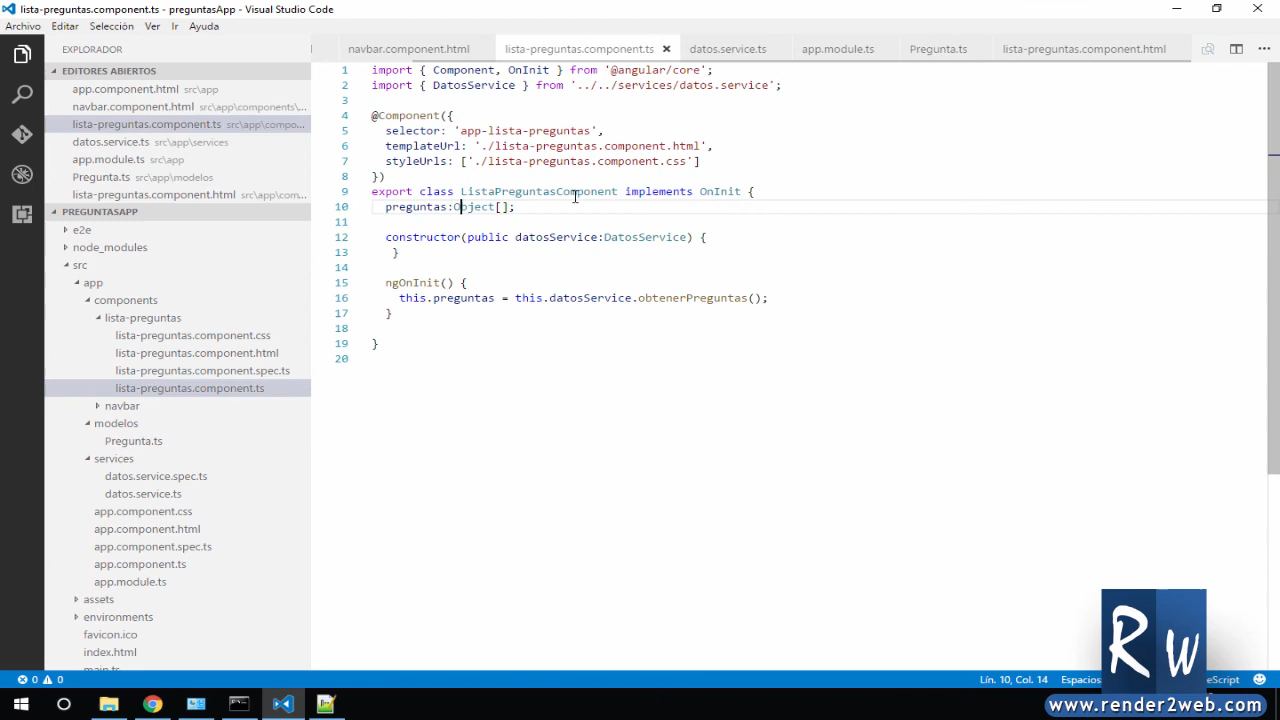 lista-preguntas.component.ts - preguntasApp - Visual Studio Code
Archivo Editar Selección Ver Ir Ayuda
EXPLORADOR
EDITORES ABIERTOS
app.component.html src\app
navbar.component.html src\app\components\...
lista-preguntas.component.ts src\app\compo...
datos.service.ts src\app\services
app.module.ts src\app
Pregunta.ts src\app\modelos
lista-preguntas.component.html src\app\com...
PREGUNTASAPP
e2e
node_modules
src
app
components
lista-preguntas
lista-preguntas.component.css
lista-preguntas.component.html
lista-preguntas.component.spec.ts
lista-preguntas.component.ts
navbar
modelos
Pregunta.ts
services
datos.service.spec.ts
datos.service.ts
app.component.css
app.component.html
app.component.spec.ts
app.component.ts
app.module.ts
assets
environments
favicon.ico
index.html
main.ts
navbar.component.html lista-preguntas.component.ts datos.service.ts app.module.ts Pregunta.ts lista-preguntas.component.html
1 import { Component, OnInit } from '@angular/core';
2 import { DatosService } from '../../services/datos.service';
3
4 @Component({
5 selector: 'app-lista-preguntas',
6 templateUrl: './lista-preguntas.component.html',
7 styleUrls: ['./lista-preguntas.component.css']
8 })
9 export class ListaPreguntasComponent implements OnInit {
10 preguntas:Object[];
11
12 constructor(public datosService:DatosService) {
13 }
14
15 ngOnInit() {
16 this.preguntas = this.datosService.obtenerPreguntas();
17 }
18
19 }
20
0 0 Lín. 10, Col. 14 Espacios
RW
www.render2web.com